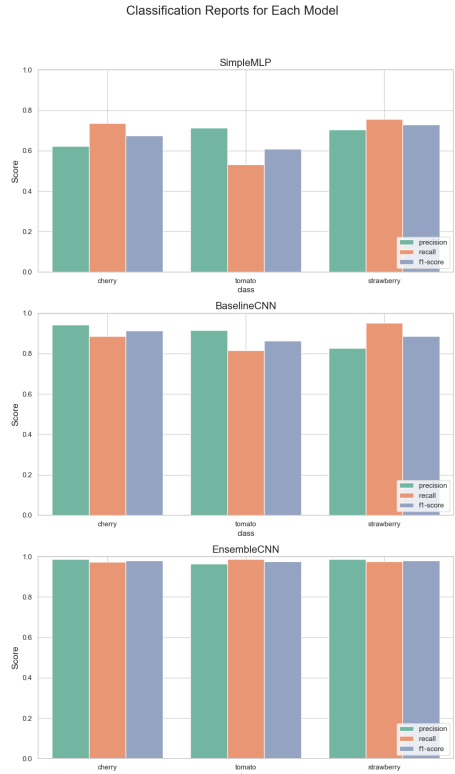 Classification Reports for Each Model
SimpleMLP
1.0
0.8
0.6
0.4
0.2
0.0
Score
cherry
tomato
strawberry
class
precision
recall
f1-score
BaselineCNN
1.0
0.8
0.6
0.4
0.2
0.0
Score
cherry
tomato
strawberry
class
precision
recall
f1-score
EnsembleCNN
1.0
0.8
0.6
0.4
0.2
0.0
Score
cherry
tomato
strawberry
precision
recall
f1-score